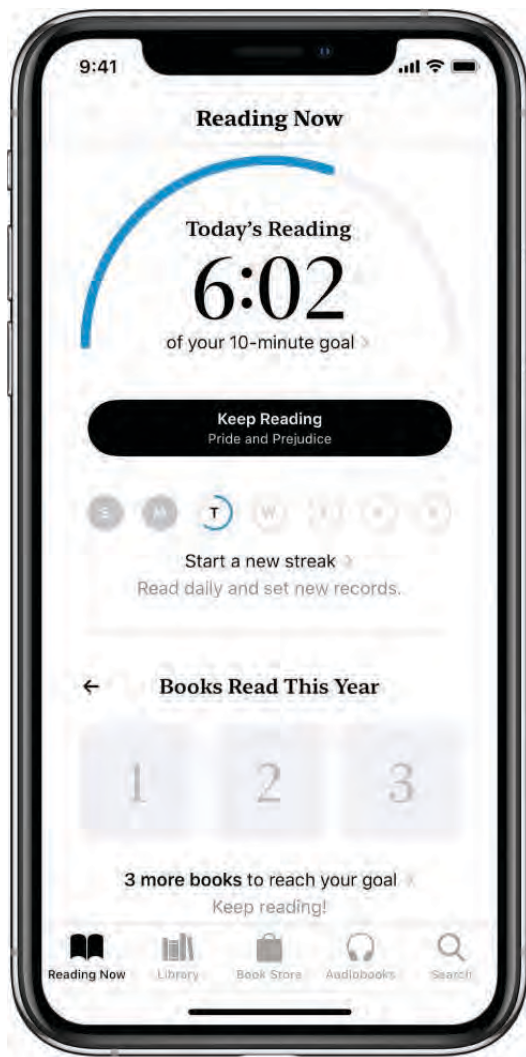 9:41
Reading Now
Today's Reading
6:02
of your 10-minute goal >
Keep Reading
Pride and Prejudice
S M T W
Start a new streak >
Read daily and set new records.
← Books Read This Year
1 2 3
3 more books to reach your goal >
Keep reading!
Reading Now Library Book Store Audiobooks Search